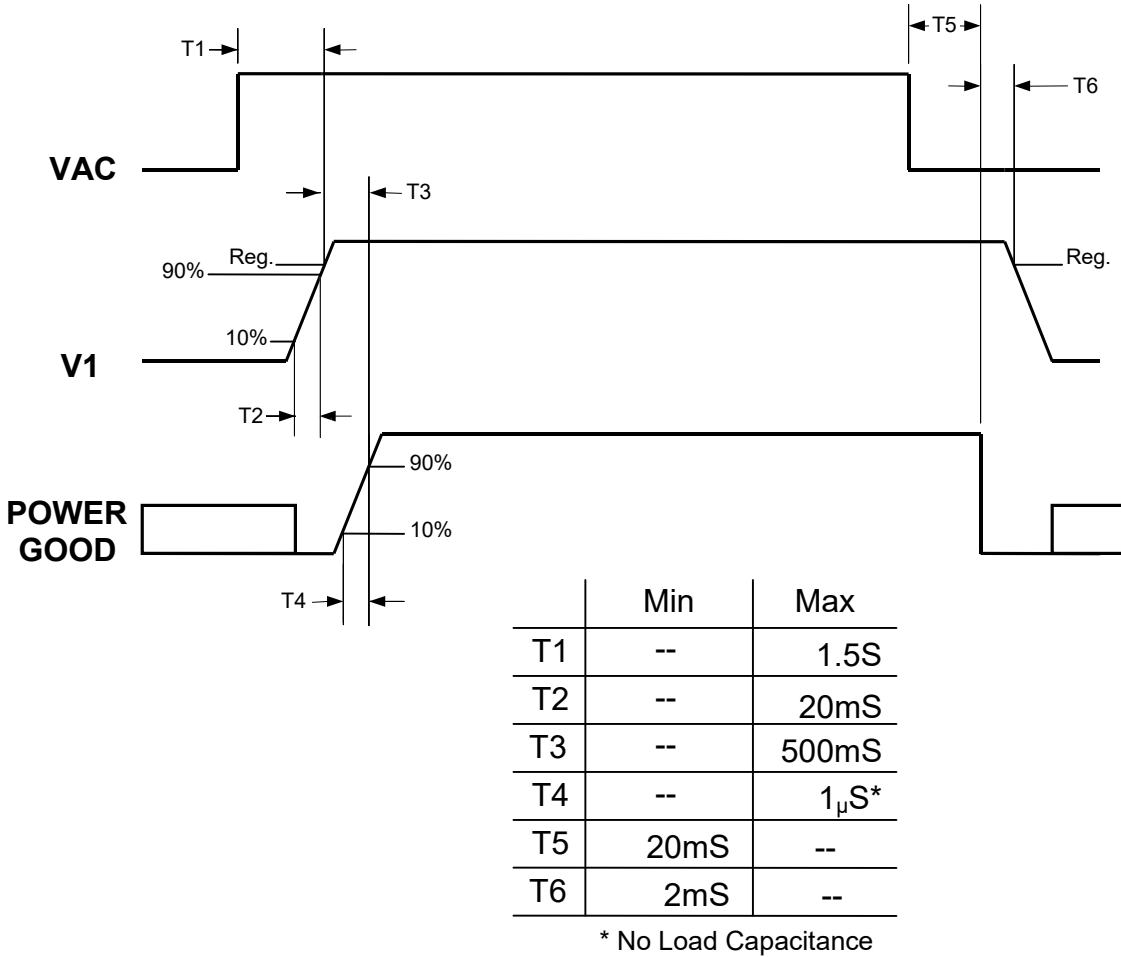 T1
T5
T6
VAC
T3
Reg.
90%
Reg.
10%
V1
T2
90%
POWER
GOOD
10%
T4
Min Max
T1 -- 1.5S
T2 -- 20mS
T3 -- 500mS
T4 -- 1µS*
T5 20mS --
T6 2mS --
* No Load Capacitance